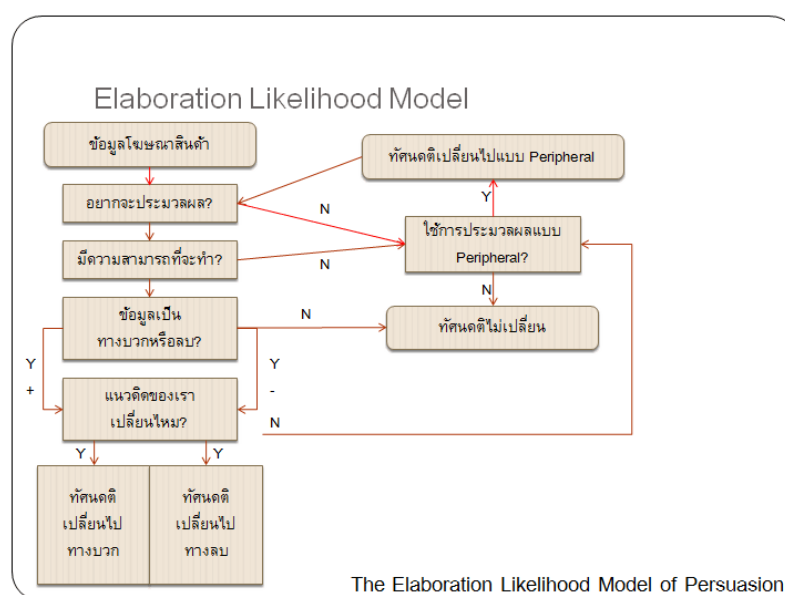 Elaboration Likelihood Model
ข้อมูลโฆษณาสินค้า
ทัศนคติเปลี่ยนไปแบบ Peripheral
อยากจะประมวลผล?
N
Y
ใช้การประมวลผลแบบ
Peripheral?
มีความสามารถที่จะทำ?
N
N
ข้อมูลเป็น
ทางบวกหรือลบ?
N
ทัศนคติไม่เปลี่ยน
Y
+
Y
-
แนวคิดของเรา
เปลี่ยนไหม?
N
Y
Y
ทัศนคติ
เปลี่ยนไป
ทางบวก
ทัศนคติ
เปลี่ยนไป
ทางลบ
The Elaboration Likelihood Model of Persuasion